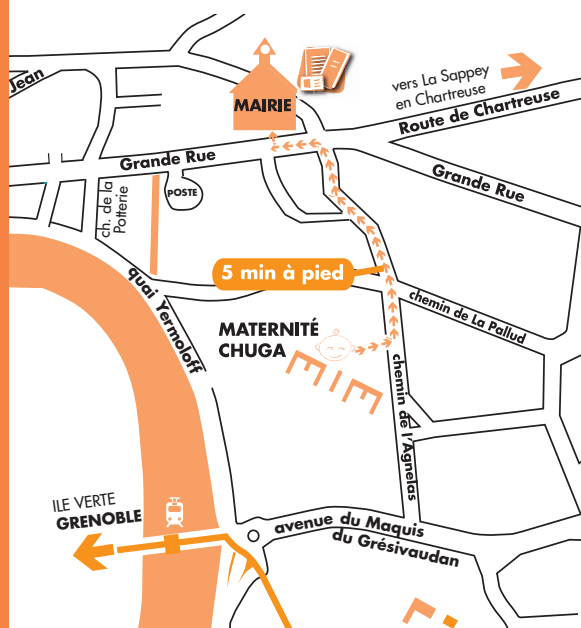 Jean
MAIRIE
vers La Sappey
en Chartreuse
Route de Chartreuse
Grande Rue
Grande Rue
POSTE
ch. de la
Potterie
5 min à pied
quai Yermoloff
chemin de La Pallud
MATERNITÉ
CHUGA
chemin de l'Agnelas
ILE VERTE
GRENOBLE
avenue du Maquis
du Grésivaudan